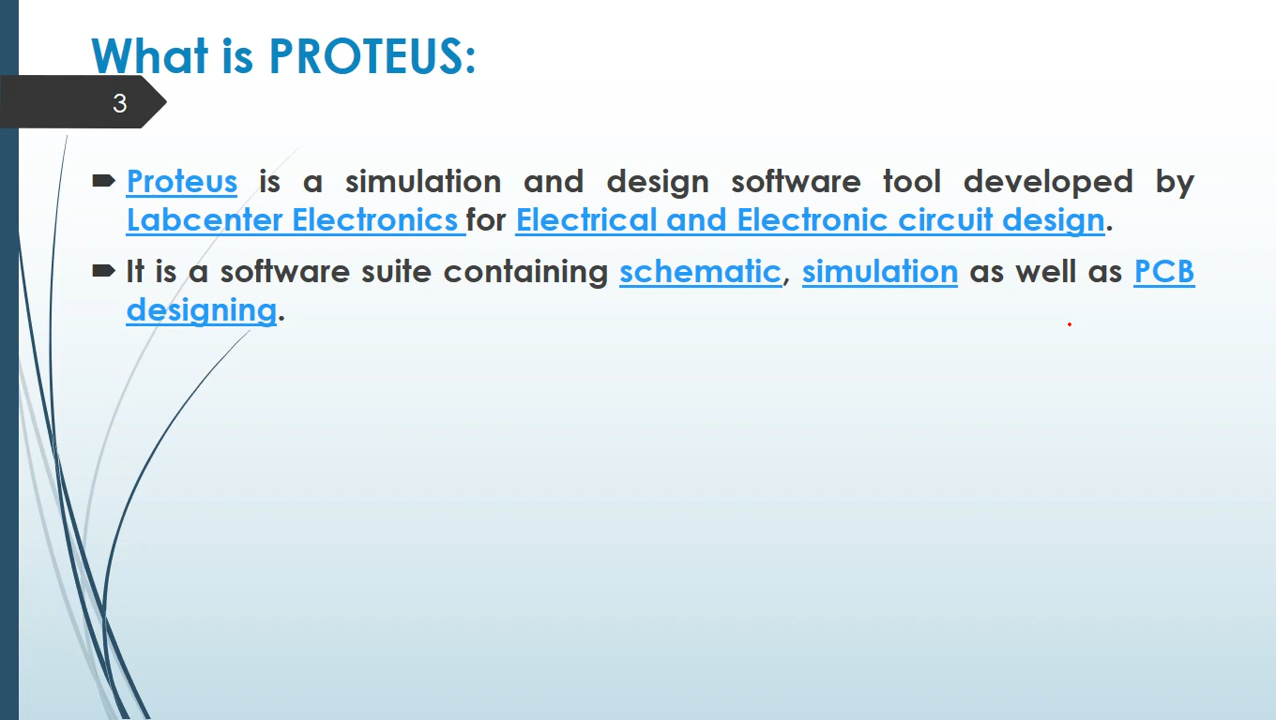 What is PROTEUS:
3
Proteus is a simulation and design software tool developed by
Labcenter Electronics for Electrical and Electronic circuit design.
It is a software suite containing schematic, simulation as well as PCB
designing.